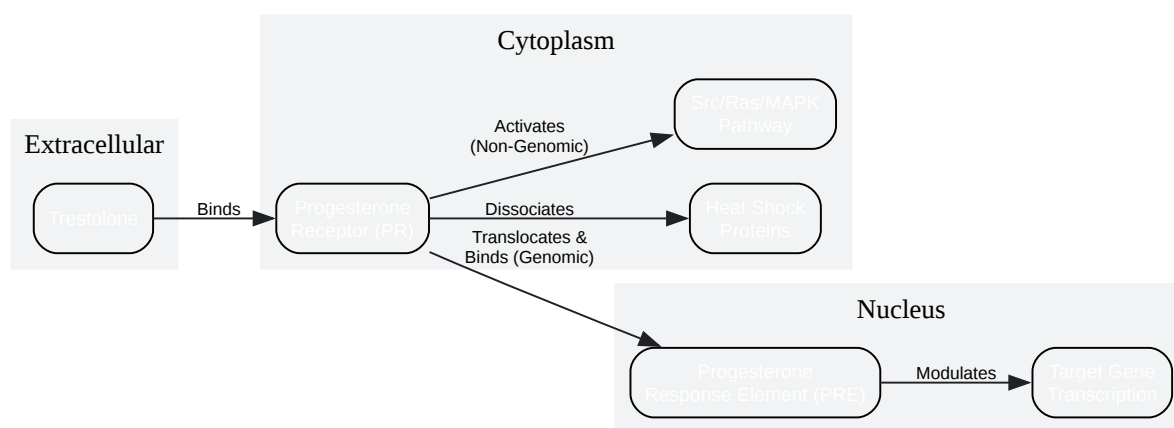 Cytoplasm
Src/Ras/MAPK
Pathway
Activates
(Non-Genomic)
Extracellular
Trestolone
Binds
Progesterone
Receptor (PR)
Dissociates
Heat Shock
Proteins
Translocates &
Binds (Genomic)
Nucleus
Progesterone
Response Element (PRE)
Modulates
Target Gene
Transcription